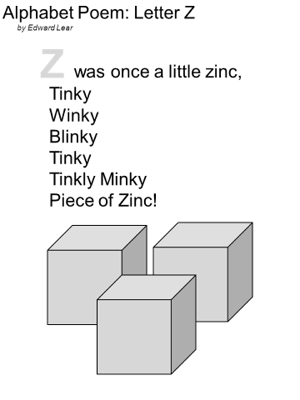 Alphabet Poem: Letter Z
by Edward Lear
Z was once a little zinc,
Tinky
Winky
Blinky
Tinky
Tinkly Minky
Piece of Zinc!